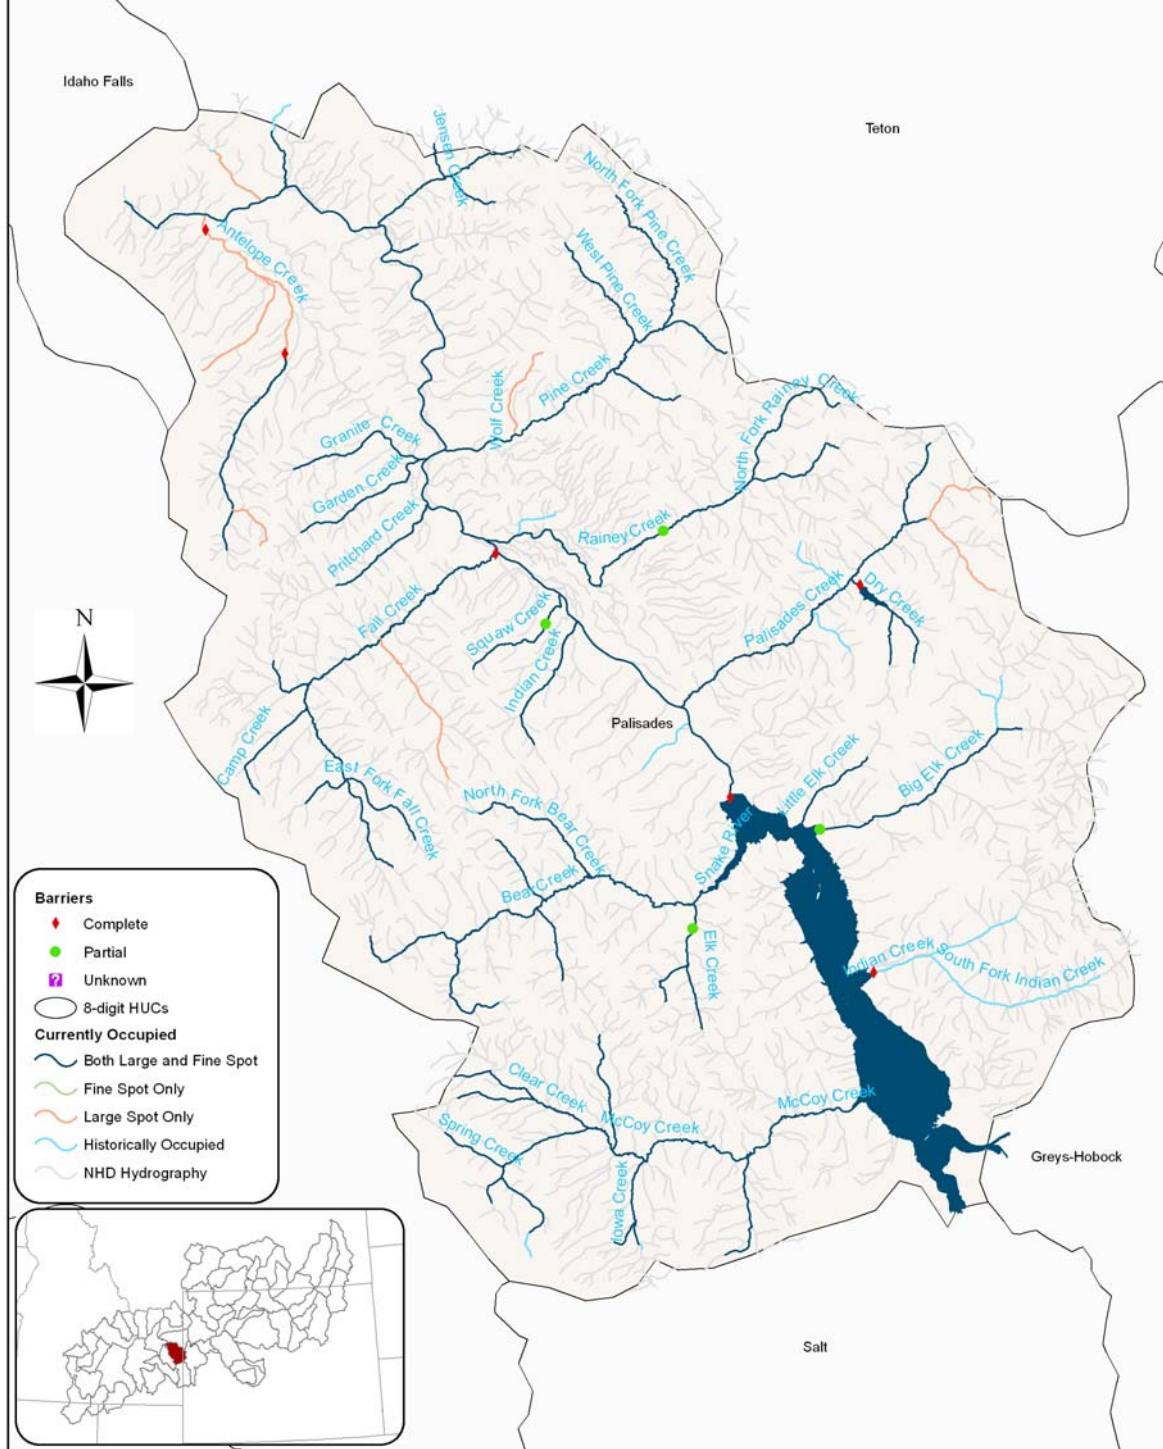 Idaho Falls
Teton
Jensen Creek
North Fork Pine Creek
West Pine Creek
Antelope Creek
Pine Creek
Wolf Creek
North Fork Rainey Creek
Granite Creek
Garden Creek
Pritchard Creek
Rainey Creek
Fall Creek
Squaw Creek
Indian Creek
Palisades Creek
Dry Creek
N
Palisades
Camp Creek
East Fork Fall Creek
North Fork Bear Creek
Little Elk Creek
Big Elk Creek
Snake River
Bear Creek
Elk Creek
Indian Creek
South Fork Indian Creek
Clear Creek
McCoy Creek
McCoy Creek
Spring Creek
Iowa Creek
Greys-Hobock
Salt
Barriers
Complete
Partial
?
Unknown
8-digit HUCs
Currently Occupied
Both Large and Fine Spot
Fine Spot Only
Large Spot Only
Historically Occupied
NHD Hydrography